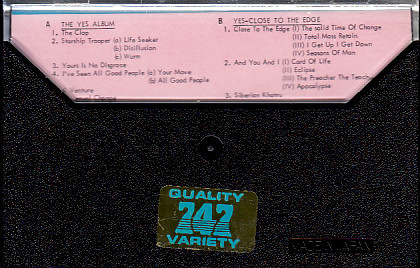 A THE YES ALBUM
1. The Clap
2. Starship Trooper (a) Life Seeker
(b) Disillusion
(c) Wurm
3. Yours Is No Disgrace
4. I've Seen All Good People (a) Your Move
(b) All Good People
Venture
B YES-CLOSE TO THE EDGE
1. Close To The Edge (I) The solid Time Of Change
(II) Total Mass Retain
(III) I Get Up I Get Down
(IV) Seasons Of Man
2. And You And I (I) Cord Of Life
(II) Eclipse
(III) The Preacher The Teach
(IV) Apocalypse
3. Siberian Khatru
QUALITY
747
VARIETY